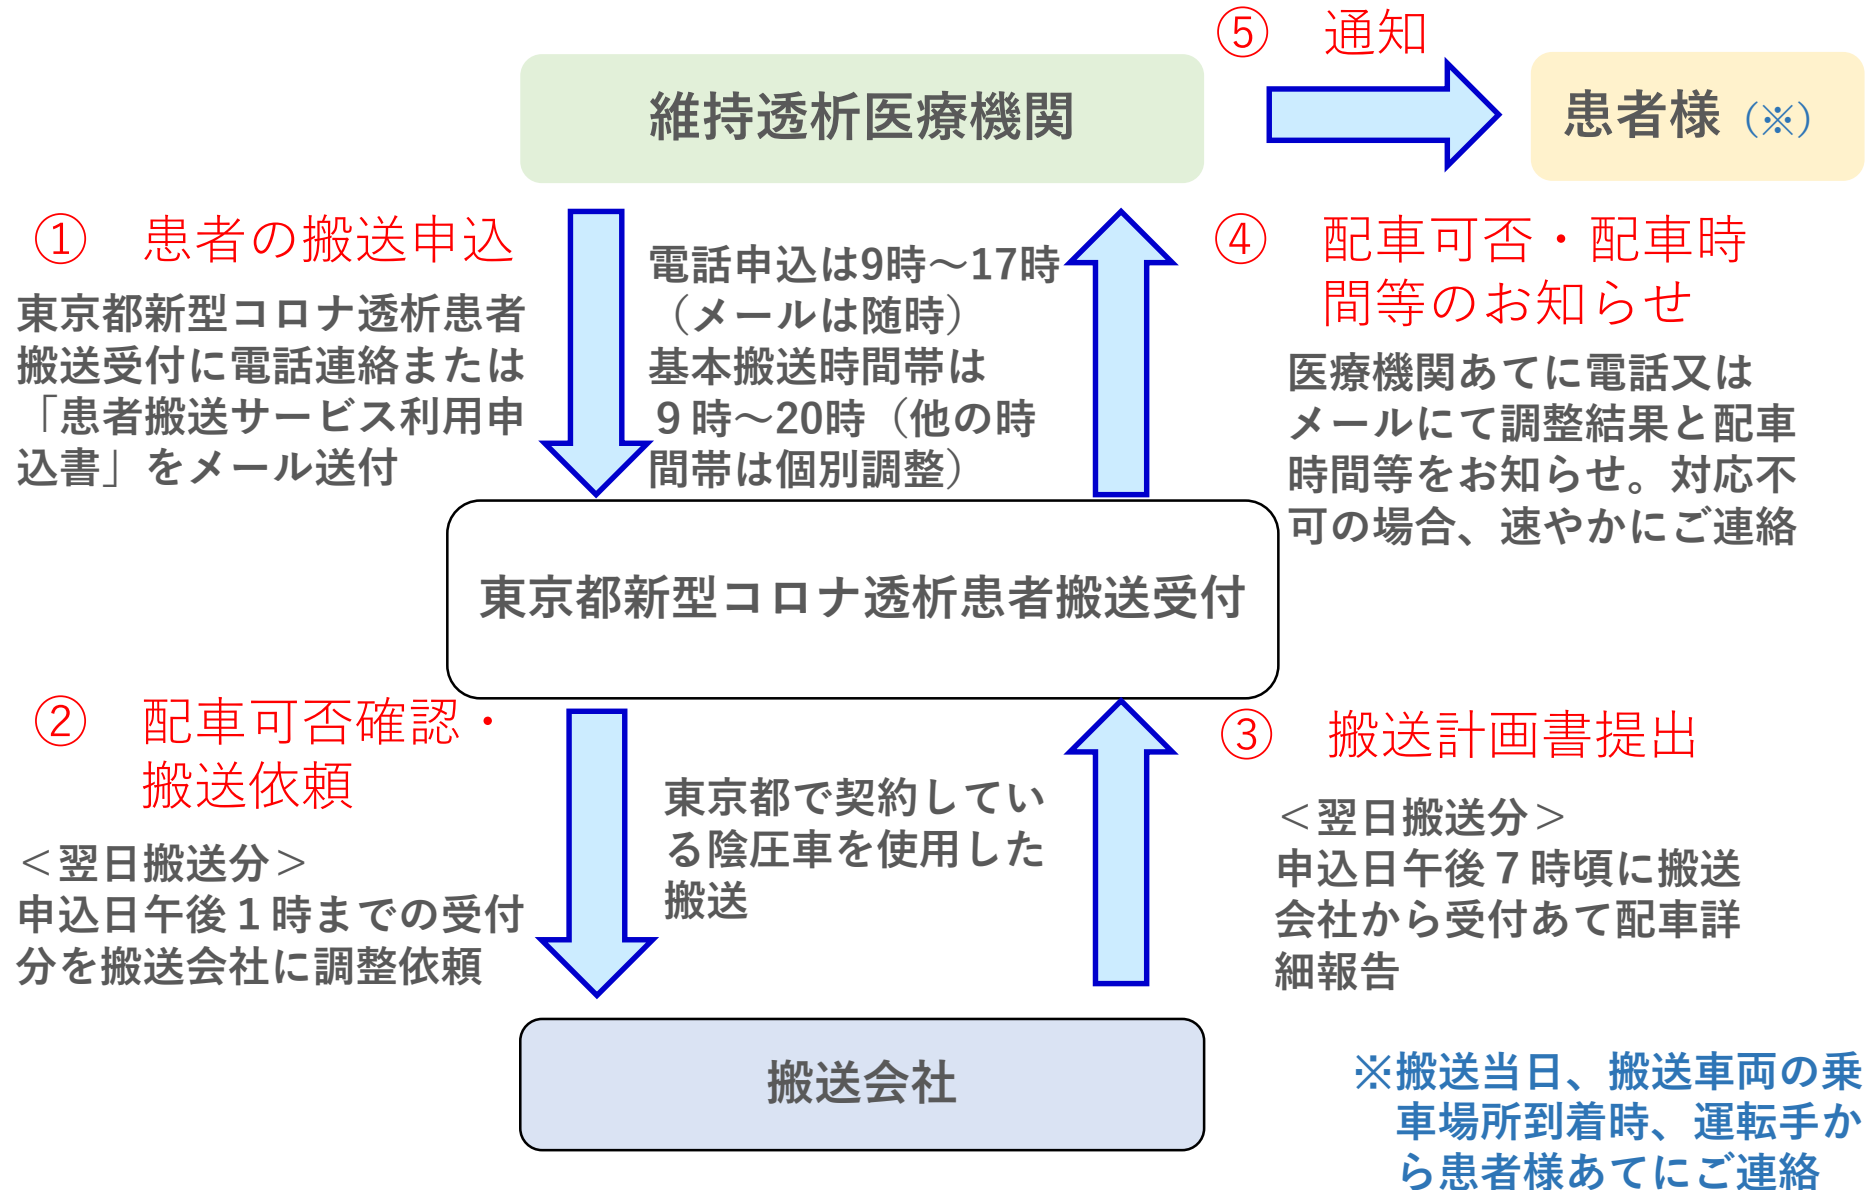 ⑤　通知
維持透析医療機関
患者様（※）
①　患者の搬送申込
東京都新型コロナ透析患者
搬送受付に電話連絡または
「患者搬送サービス利用申
込書」をメール送付
電話申込は9時～17時
（メールは随時）
基本搬送時間帯は
９時～20時（他の時
間帯は個別調整）
④　配車可否・配車時
間等のお知らせ
医療機関あてに電話又は
メールにて調整結果と配車
時間等をお知らせ。対応不
可の場合、速やかにご連絡
東京都新型コロナ透析患者搬送受付
②　配車可否確認・
搬送依頼
＜翌日搬送分＞
申込日午後１時までの受付
分を搬送会社に調整依頼
東京都で契約してい
る陰圧車を使用した
搬送
③　搬送計画書提出
＜翌日搬送分＞
申込日午後７時頃に搬送
会社から受付あて配車詳
細報告
搬送会社
※搬送当日、搬送車両の乗
車場所到着時、運転手か
ら患者様あてにご連絡